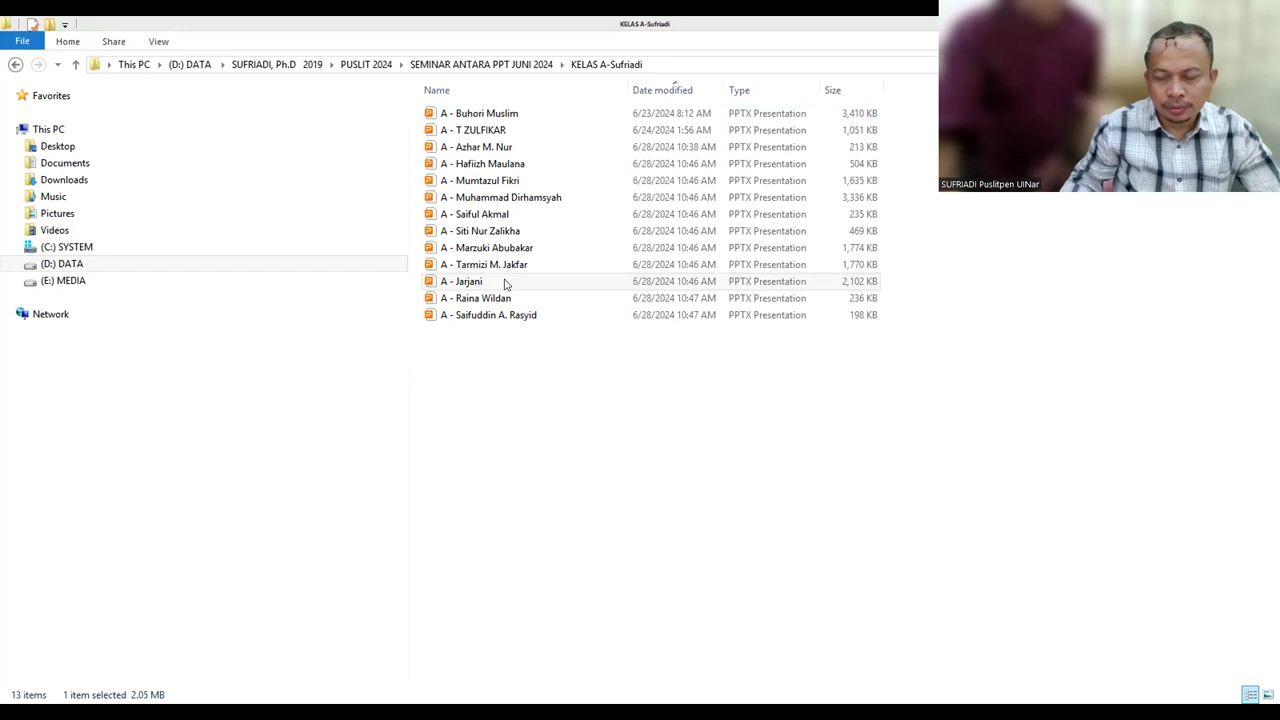 KELAS A-Sufriadi
File Home Share View
This PC (D:) DATA SUFRIADI, Ph.D 2019 PUSLIT 2024 SEMINAR ANTARA PPT JUNI 2024 KELAS A-Sufriadi
Favorites
This PC
Desktop
Documents
Downloads
Music
Pictures
Videos
(C:) SYSTEM
(D:) DATA
(E:) MEDIA
Network
Name Date modified Type Size
A - Buhori Muslim 6/23/2024 8:12 AM PPTX Presentation 3,410 KB
A - T ZULFIKAR 6/24/2024 1:56 AM PPTX Presentation 1,051 KB
A - Azhar M. Nur 6/28/2024 10:38 AM PPTX Presentation 213 KB
A - Hafiizh Maulana 6/28/2024 10:46 AM PPTX Presentation 504 KB
A - Mumtazul Fikri 6/28/2024 10:46 AM PPTX Presentation 1,635 KB
A - Muhammad Dirhamsyah 6/28/2024 10:46 AM PPTX Presentation 3,336 KB
A - Saiful Akmal 6/28/2024 10:46 AM PPTX Presentation 235 KB
A - Siti Nur Zalikha 6/28/2024 10:46 AM PPTX Presentation 469 KB
A - Marzuki Abubakar 6/28/2024 10:46 AM PPTX Presentation 1,774 KB
A - Tarmizi M. Jakfar 6/28/2024 10:46 AM PPTX Presentation 1,770 KB
A - Jarjani 6/28/2024 10:46 AM PPTX Presentation 2,102 KB
A - Raina Wildan 6/28/2024 10:47 AM PPTX Presentation 236 KB
A - Saifuddin A. Rasyid 6/28/2024 10:47 AM PPTX Presentation 198 KB
SUFRIADI Puslitpen UINar
13 items 1 item selected 2.05 MB